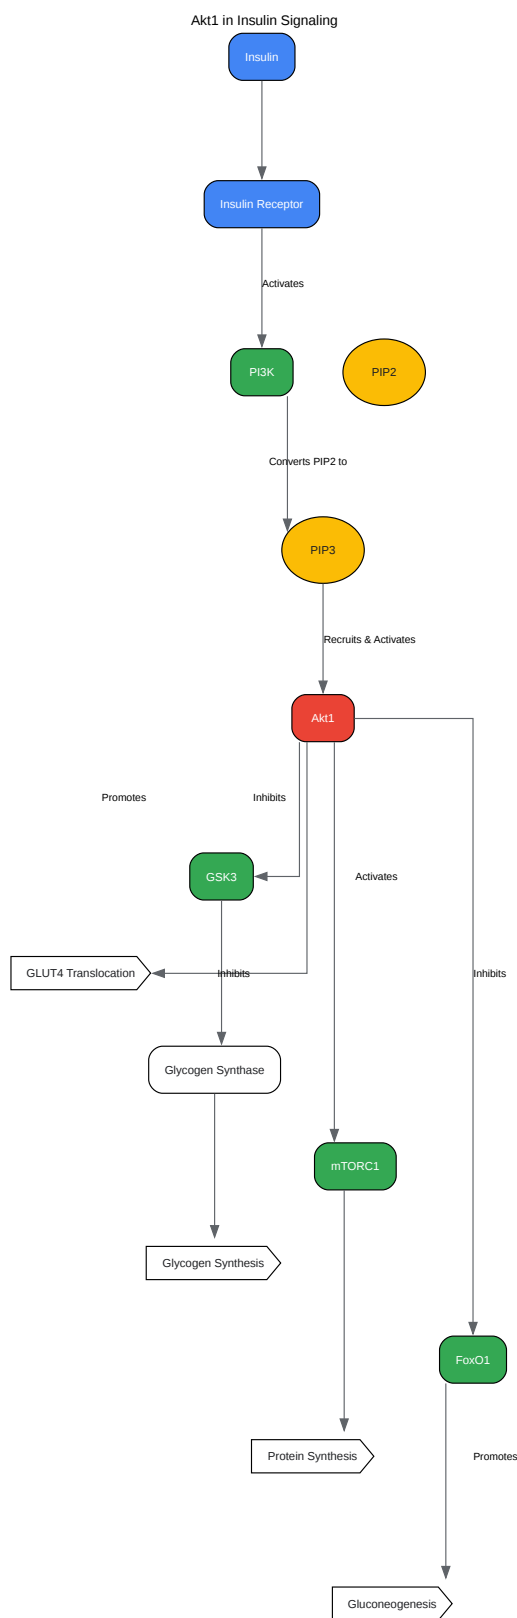 Akt1 in Insulin Signaling
Insulin
Insulin Receptor
Activates
PI3K
PIP2
Converts PIP2 to
PIP3
Recruits & Activates
Akt1
Promotes
Inhibits
GSK3
Activates
GLUT4 Translocation
Inhibits
Inhibits
Glycogen Synthase
mTORC1
Glycogen Synthesis
FoxO1
Protein Synthesis
Promotes
Gluconeogenesis